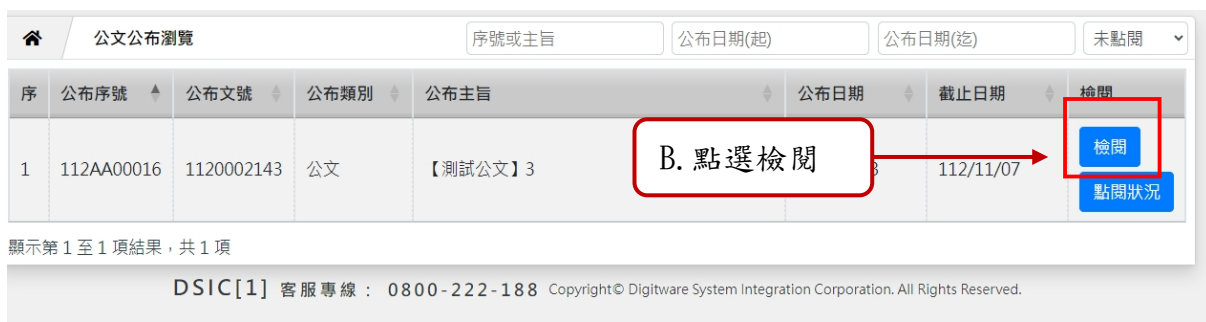 公文公布瀏覽 序號或主旨 公布日期(起) 公布日期(迄) 未點閱
序 公布序號 公布文號 公布類別 公布主旨 公布日期 截止日期 檢閱
1 112AA00016 1120002143 公文 【測試公文】3 3 112/11/07 檢閱
B.點選檢閱
點閱狀況
顯示第 1 至 1 項結果，共 1 項
DSIC[1] 客服專線： 0800-222-188 Copyright© Digitware System Integration Corporation. All Rights Reserved.